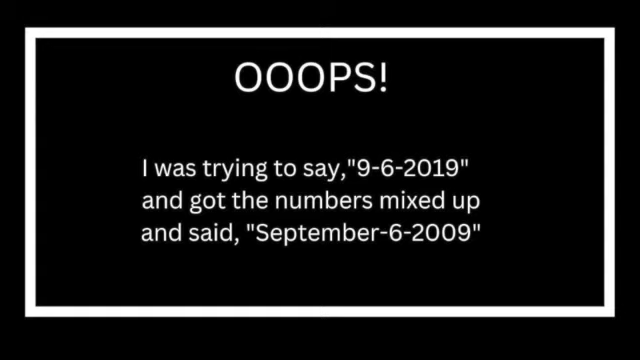 OOOPS!
I was trying to say,"9-6-2019"
and got the numbers mixed up
and said, "September-6-2009"